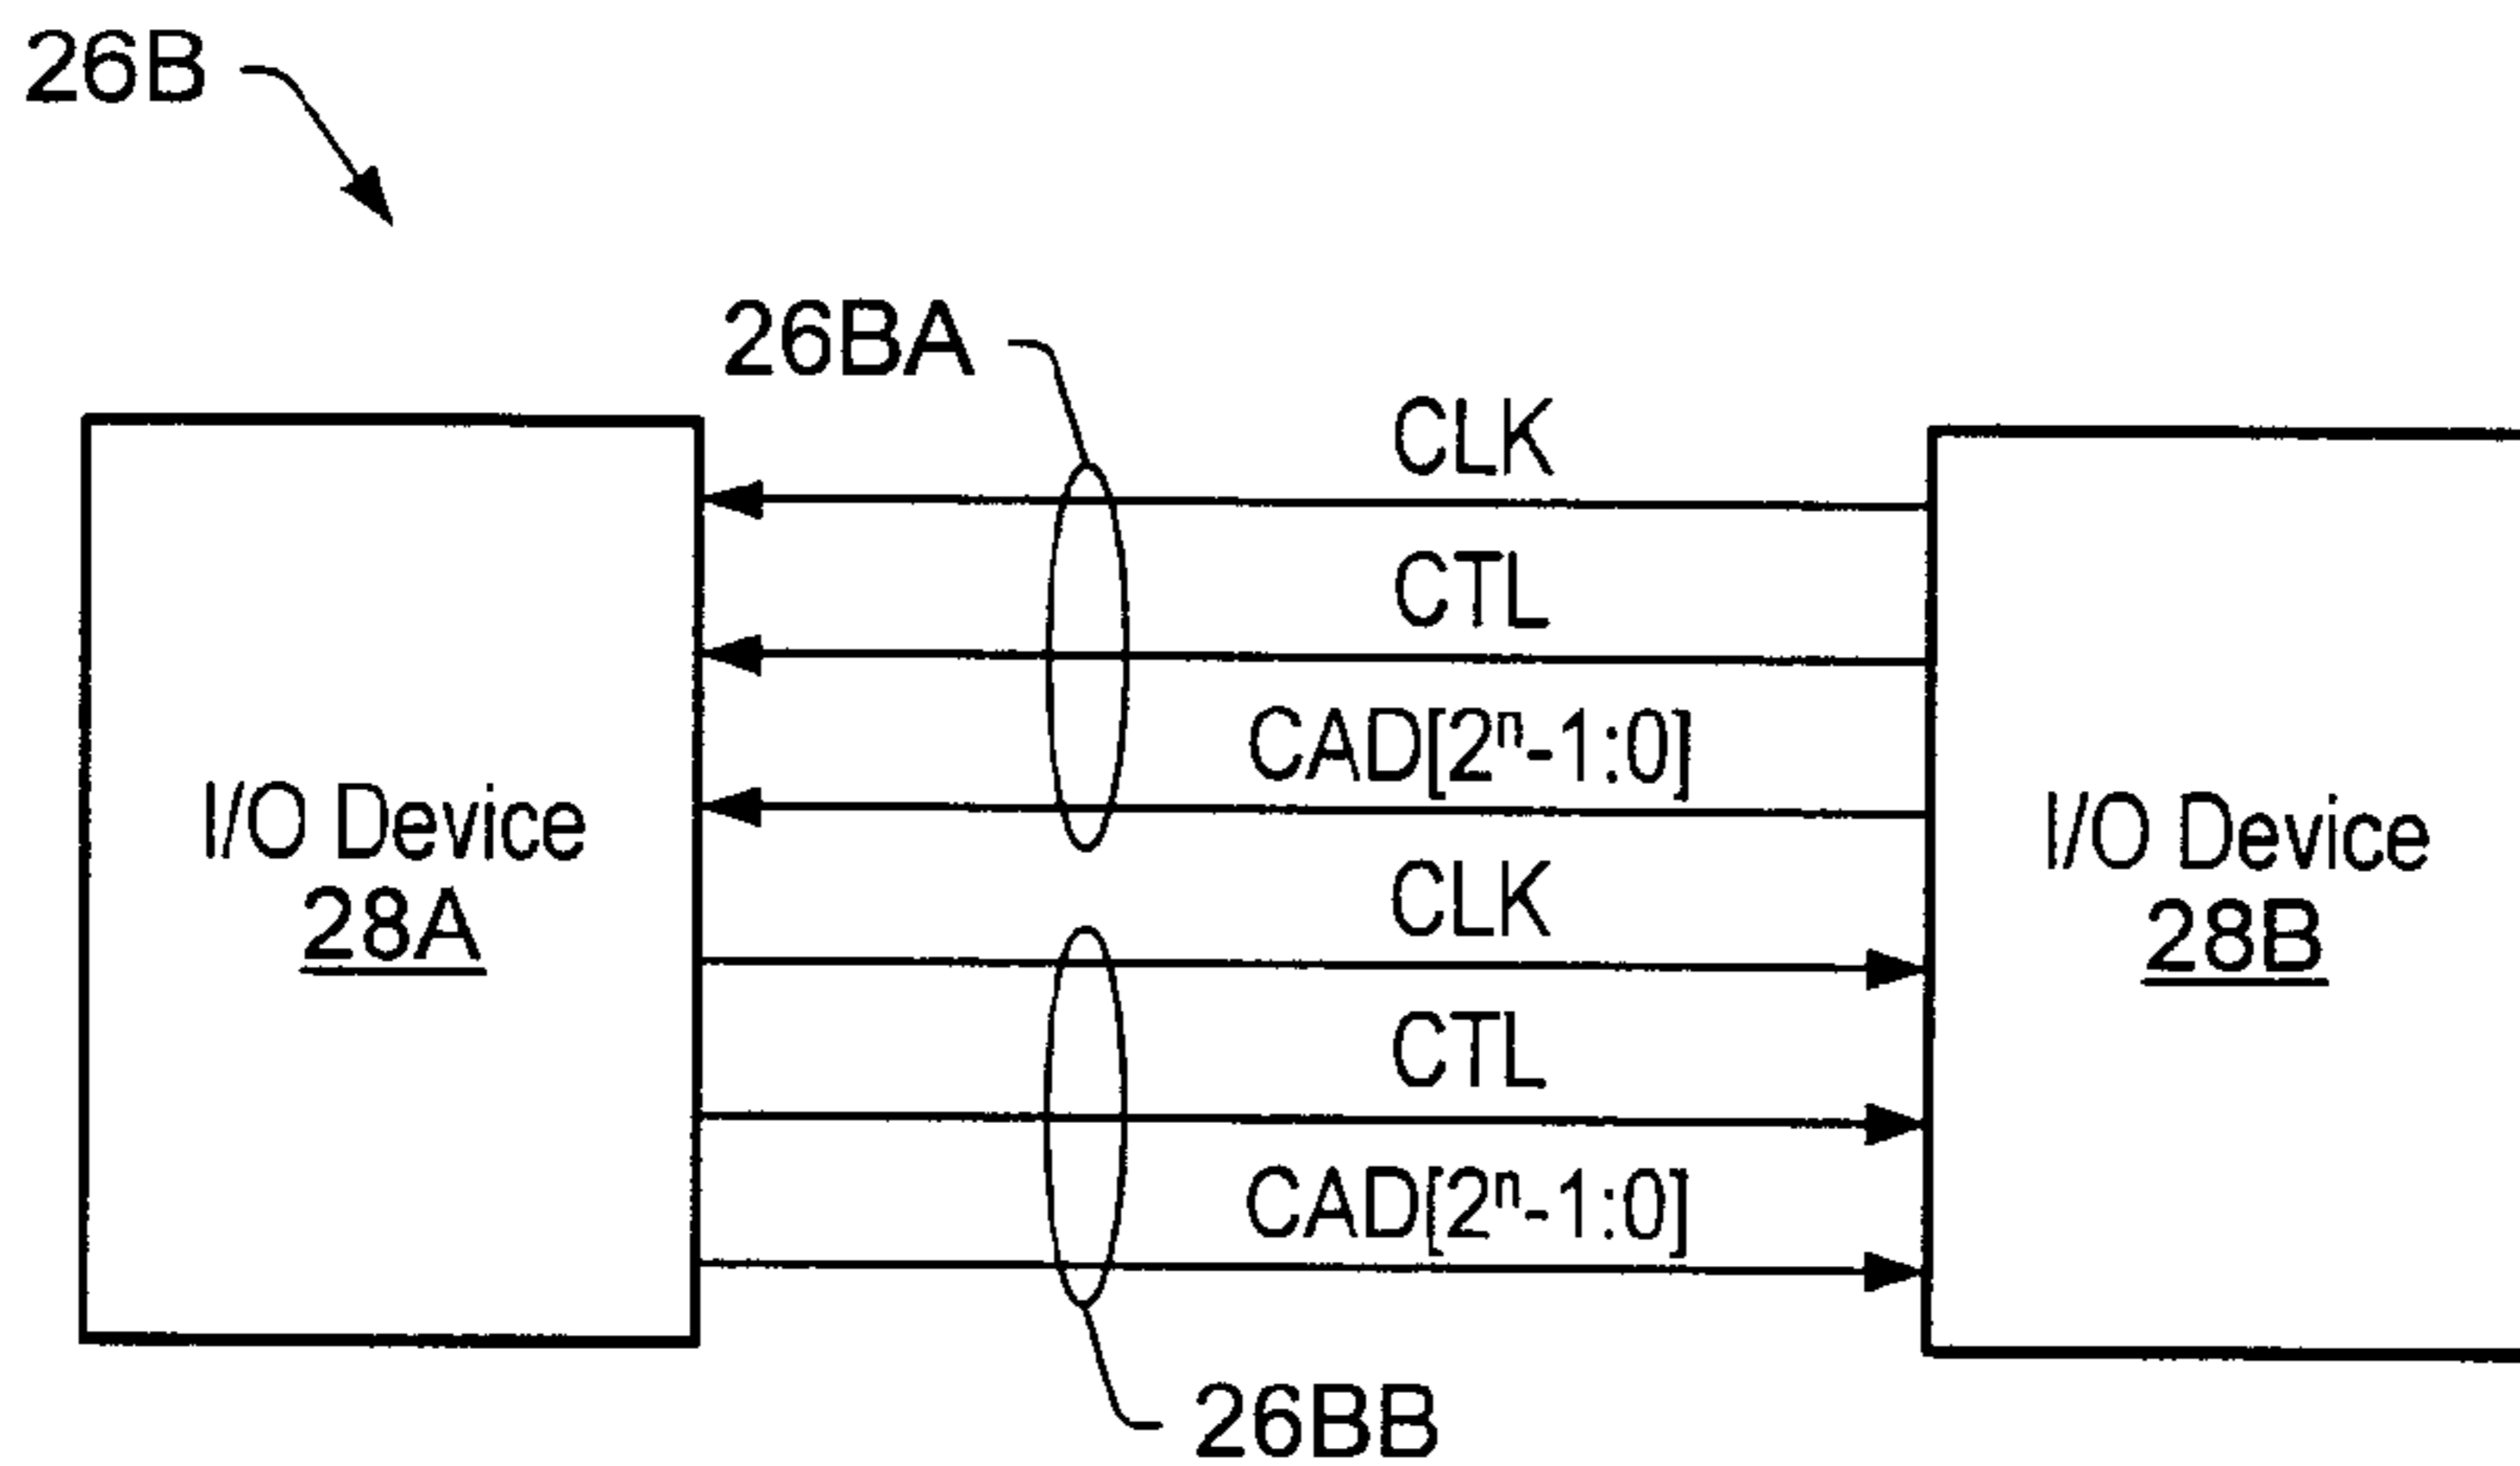 26B
26BA
CLK
CTL
CAD[2ⁿ-1:0]
I/O Device
28A
I/O Device
28B
CLK
CTL
CAD[2ⁿ-1:0]
26BB